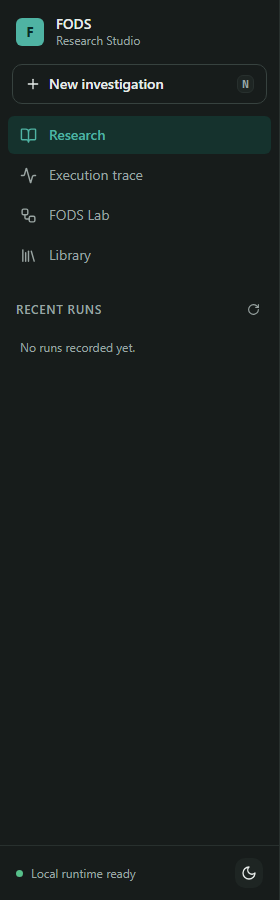 F
FODS
Research Studio
New investigation N
Research
Execution trace
FODS Lab
Library
RECENT RUNS
No runs recorded yet.
Local runtime ready